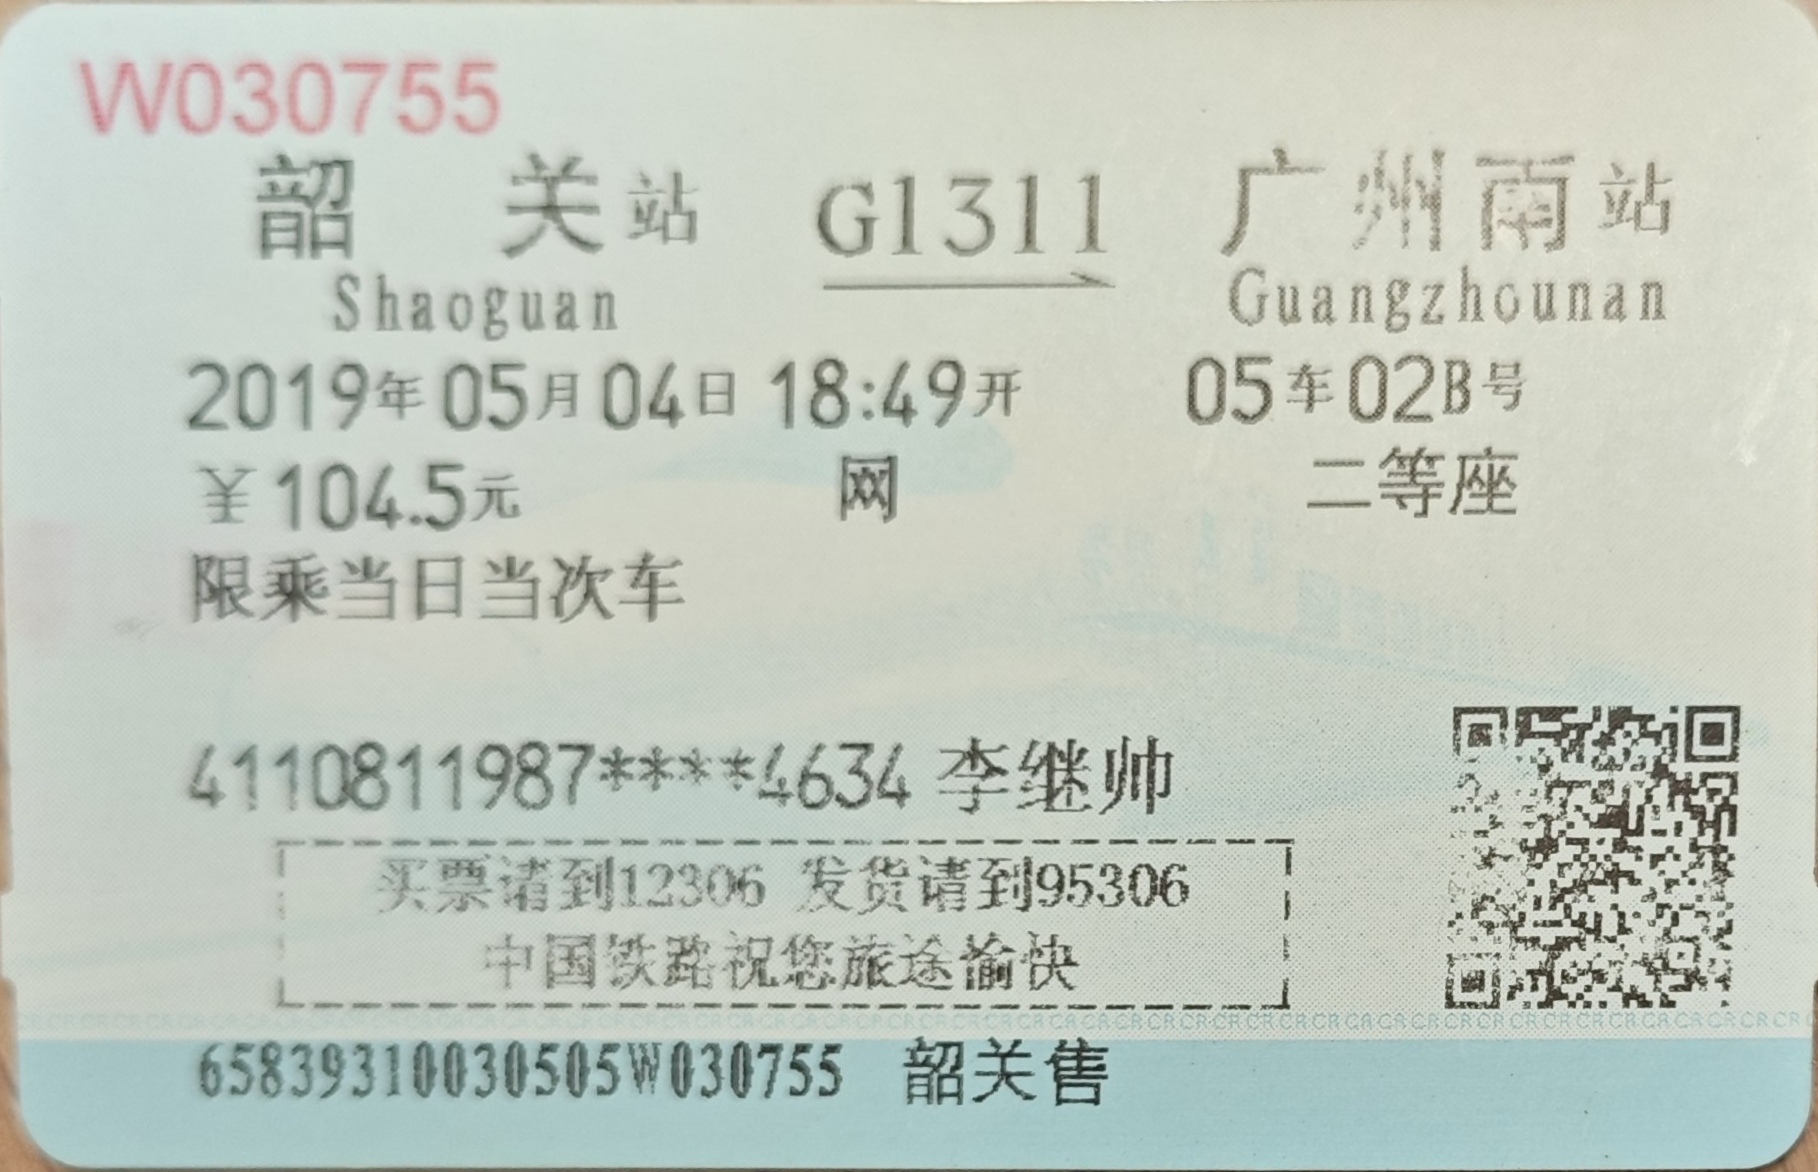 W030755
韶关站 G1311 广州南站
Shaoguan Guangzhounan
2019年05月04日 18:49开 05车02B号
￥104.5元 网 二等座
限乘当日当次车
4110811987****4634 李继帅
买票请到12306 发货请到95306
中国铁路祝您旅途愉快
CRCRCRCRCRCRCRCRCRCRCRCRCRCRCRCRCRCRCRCRCRCRCRCRCRCRCRCR
65839310030505W030755 韶关售